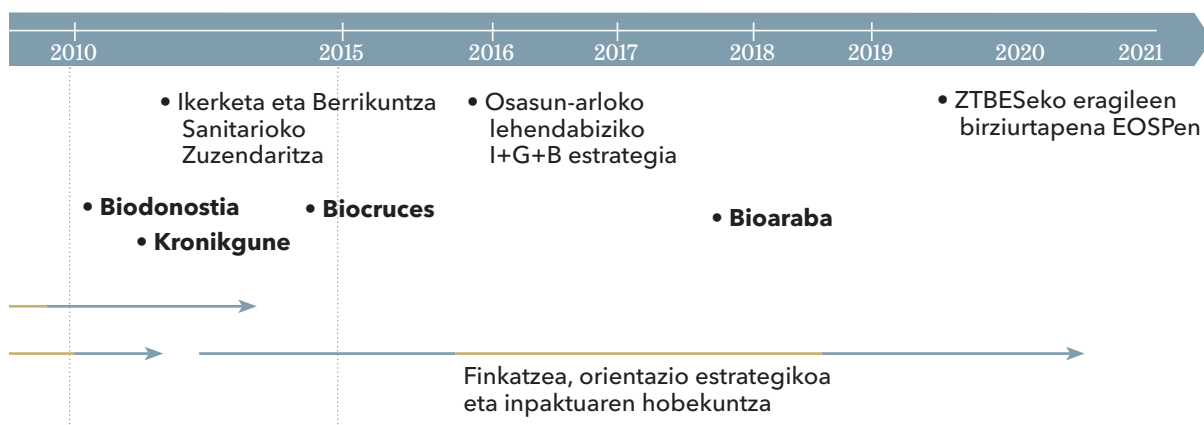 2010 2015 2016 2017 2018 2019 2020 2021
• Ikerketa eta Berrikuntza
Sanitarioko
Zuzendaritza
• Osasun-arloko
lehendabiziko
I+G+B estrategia
• ZTBESeko eragileen
birziurtapena EOSPen
• Biodonostia
• Kronikgune
• Biocruces
• Bioaraba
Finkatzea, orientazio estrategikoa
eta inpaktuaren hobekuntza